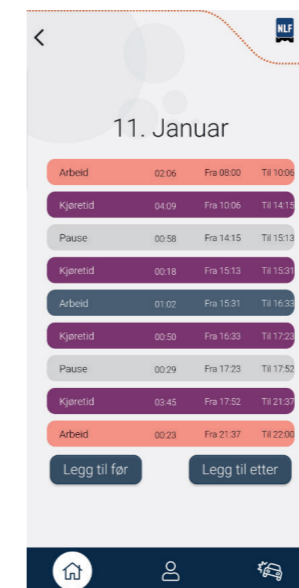 NLF
11. Januar
Arbeid 02:06 Fra 08:00 Til 10:06
Kjøretid 04:09 Fra 10:06 Til 14:15
Pause 00:58 Fra 14:15 Til 15:13
Kjøretid 00:18 Fra 15:13 Til 15:31
Arbeid 01:02 Fra 15:31 Til 16:33
Kjøretid 00:50 Fra 16:33 Til 17:23
Pause 00:29 Fra 17:23 Til 17:52
Kjøretid 03:45 Fra 17:52 Til 21:37
Arbeid 00:23 Fra 21:37 Til 22:00
Legg til før Legg til etter